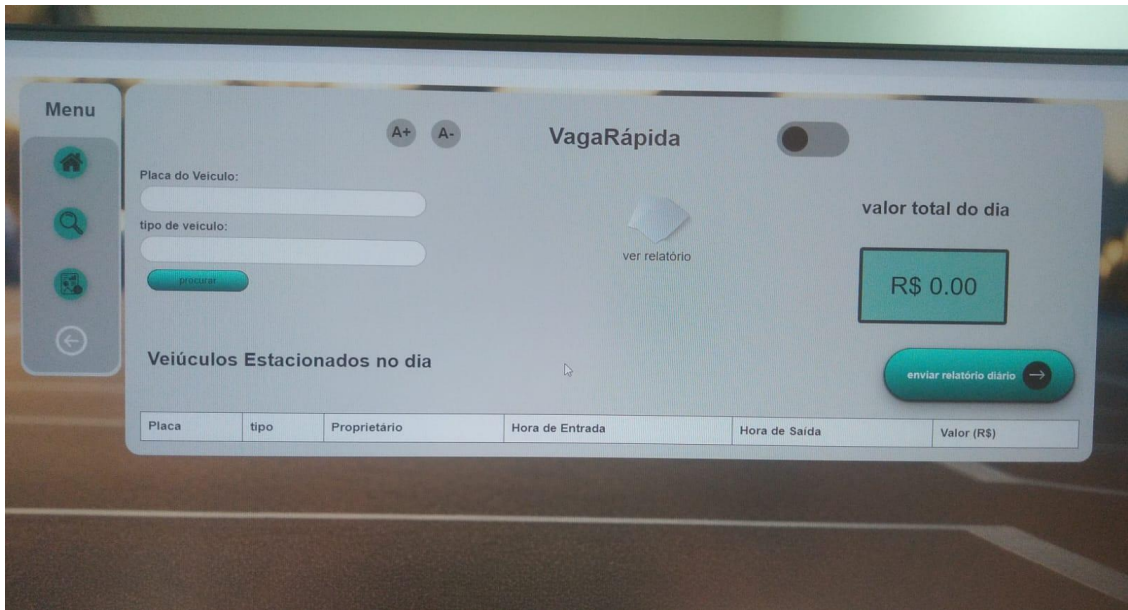 Menu
A+ A- VagaRápida
Placa do Veiculo:
tipo de veiculo:
procurar
ver relatório
valor total do dia
R$ 0.00
Veiúculos Estacionados no dia
enviar relatório diário
Placa tipo Proprietário Hora de Entrada Hora de Saída Valor (R$)